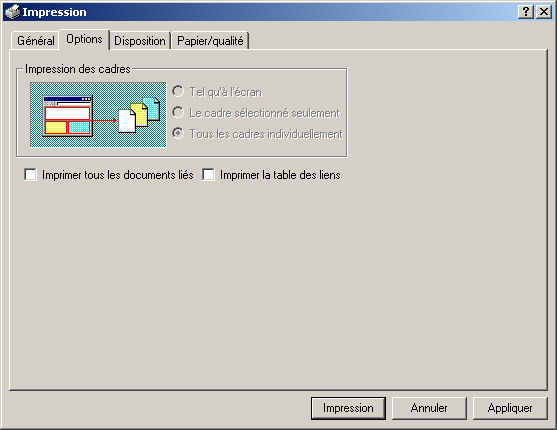 Impression
Général Options Disposition Papier/qualité
Impression des cadres
Tel qu'à l'écran
Le cadre sélectionné seulement
Tous les cadres individuellement
Imprimer tous les documents liés Imprimer la table des liens
Impression Annuler Appliquer